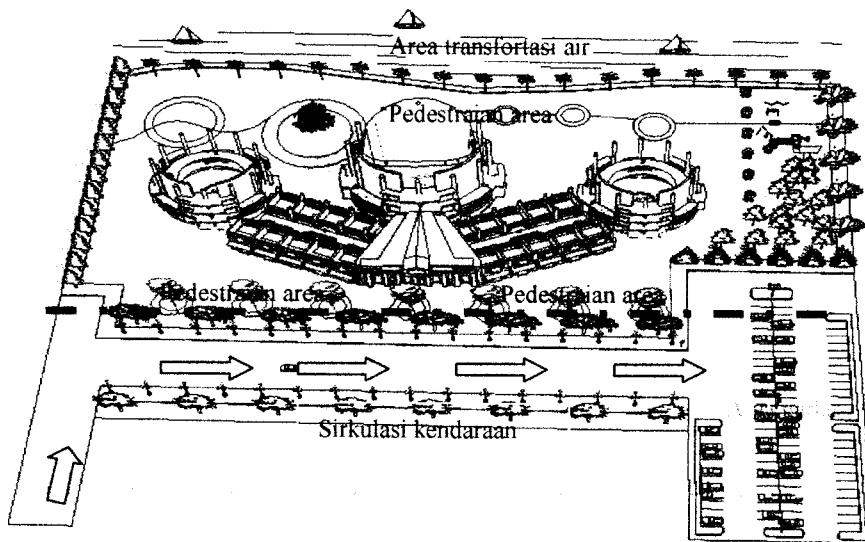 Area transfortasi air
Pedestraian area
Pedestraian area
Pedestraian area
Sirkulasi kendaraan